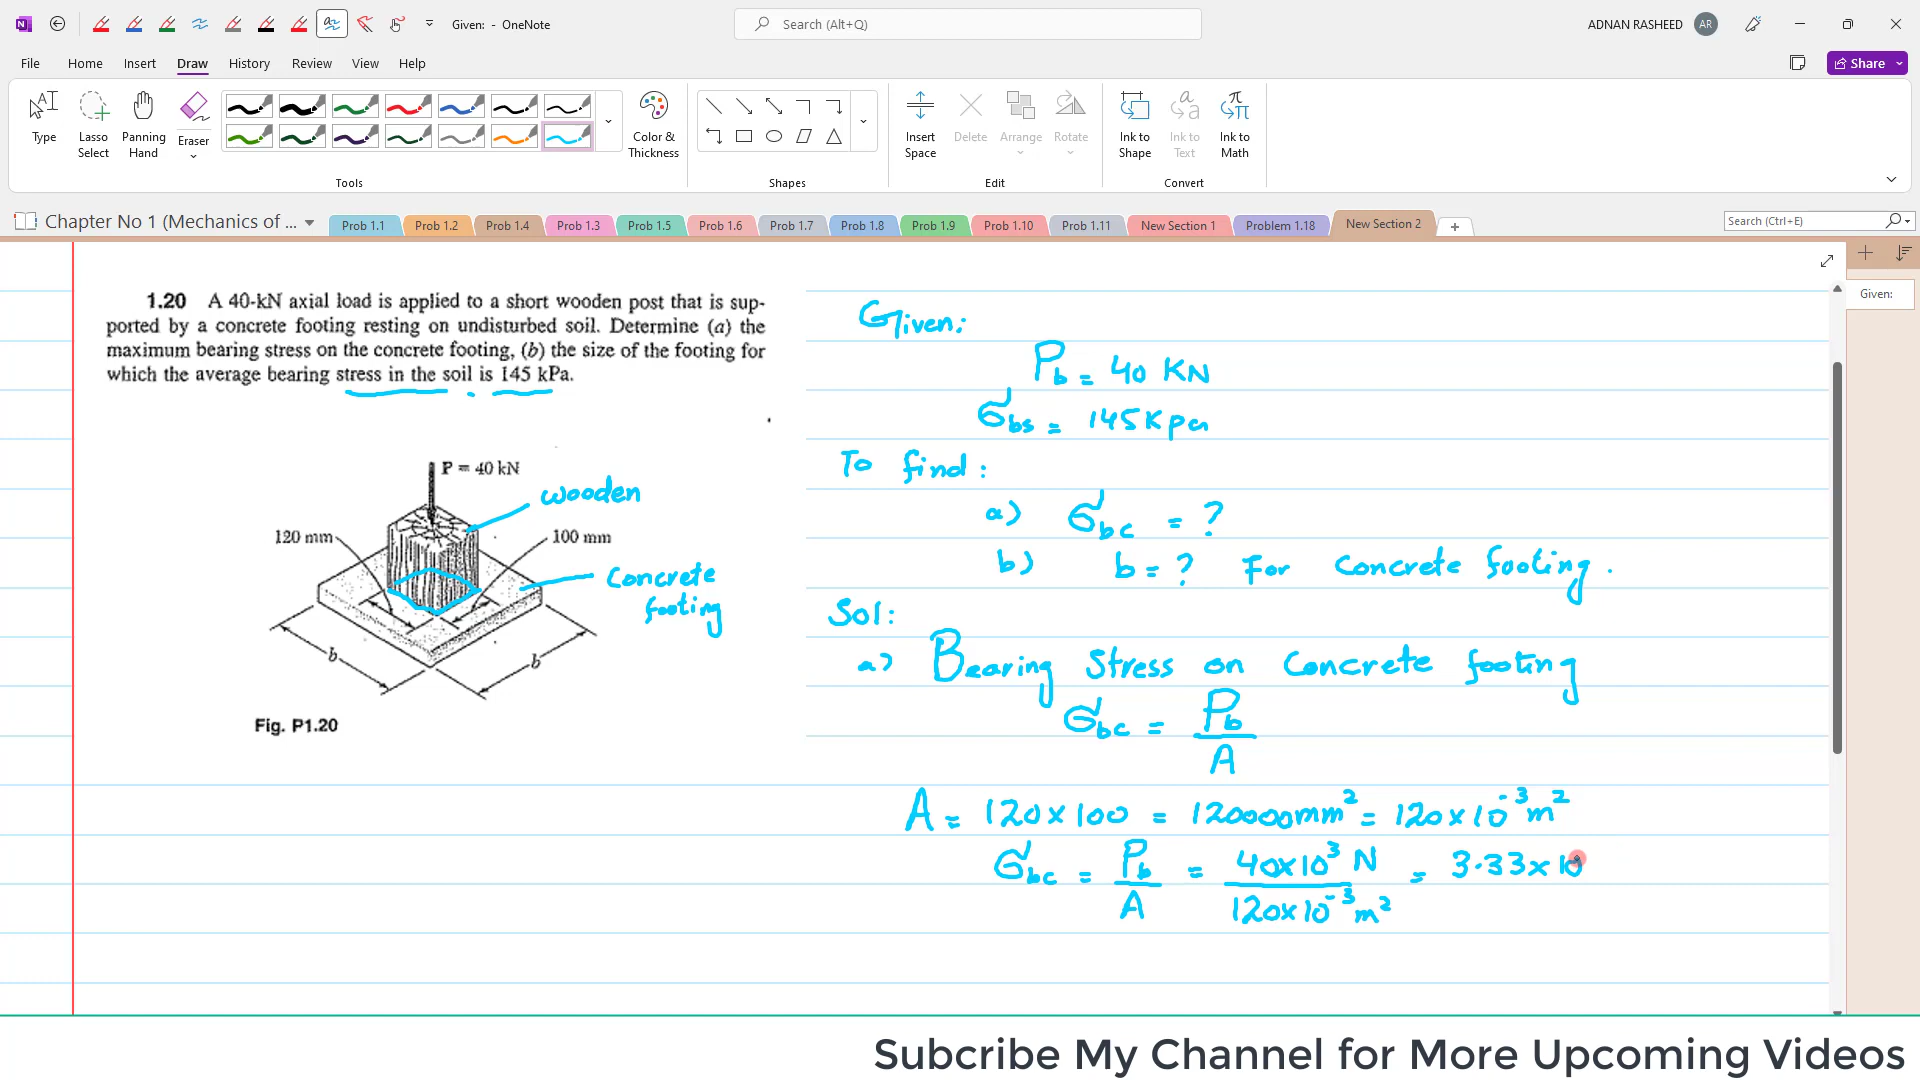 Given: - OneNote
Search (Alt+Q)
ADNAN RASHEED
AR
File Home Insert Draw History Review View Help
Share
Type
Lasso Select
Panning Hand
Eraser
Color & Thickness
Insert Space
Delete
Arrange
Rotate
Ink to Shape
Ink to Text
Ink to Math
Tools
Shapes
Edit
Convert
Chapter No 1 (Mechanics of ...
Prob 1.1 Prob 1.2 Prob 1.4 Prob 1.3 Prob 1.5 Prob 1.6 Prob 1.7 Prob 1.8 Prob 1.9 Prob 1.10 Prob 1.11 New Section 1 Problem 1.18 New Section 2
Search (Ctrl+E)
Given:
1.20 A 40-kN axial load is applied to a short wooden post that is sup-
ported by a concrete footing resting on undisturbed soil. Determine (a) the
maximum bearing stress on the concrete footing, (b) the size of the footing for
which the average bearing stress in the soil is 145 kPa.
P = 40 kN
wooden
120 mm
100 mm
Concrete
footing
b
b
Fig. P1.20
Given:
Pb = 40 KN
σbs = 145 Kpa
To find:
a) σbc = ?
b) b = ? For Concrete footing.
Sol:
a) Bearing Stress on Concrete footing
σbc = Pb / A
A = 120 x 100 = 120000mm² = 120 x 10⁻³ m²
σbc = Pb / A = 40x10³ N / 120x10⁻³ m² = 3.33 x 10
Subcribe My Channel for More Upcoming Videos